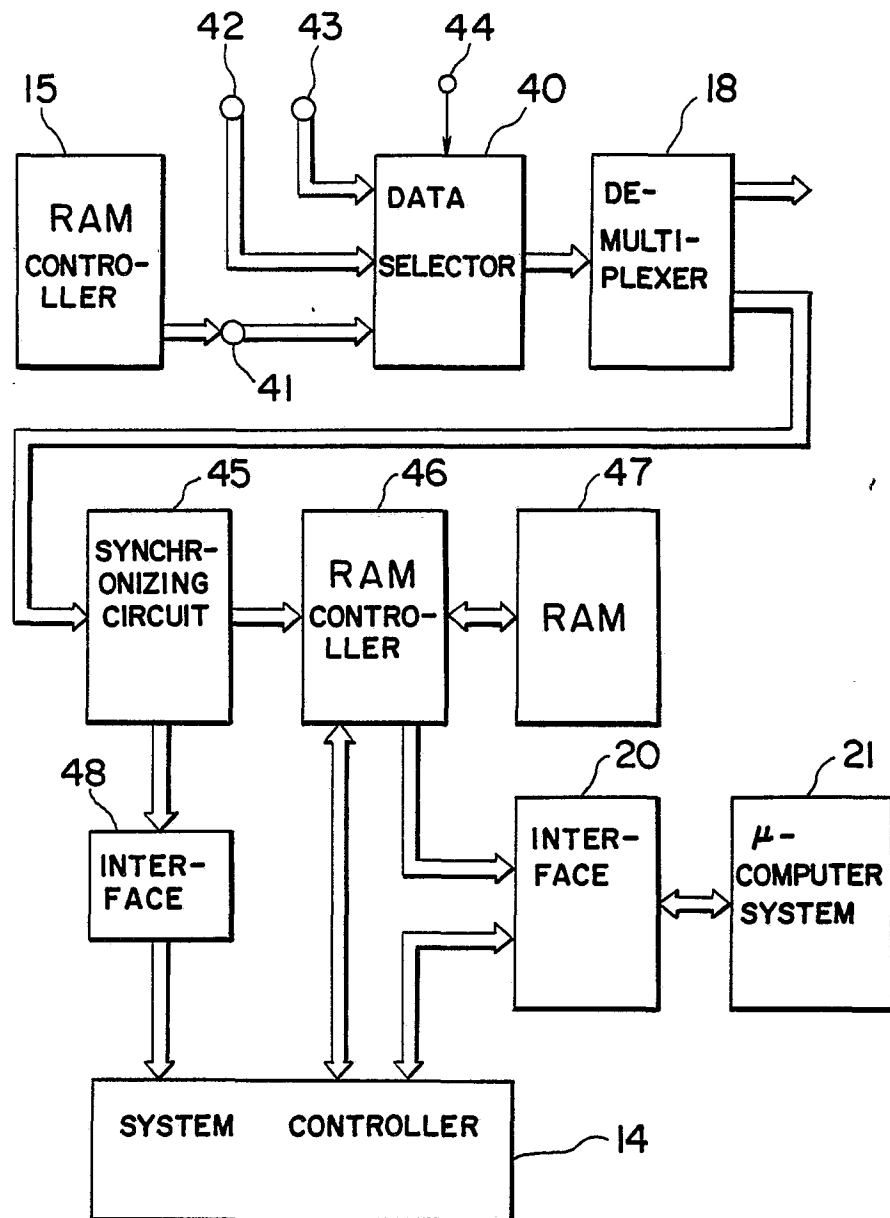 42
43
44
15
40
18
RAM
CONTRO-
LLER
DATA
SELECTOR
DE-
MULTI-
PLEXER
41
45
46
47
SYNCHR-
ONIZING
CIRCUIT
RAM
CONTRO-
LLER
RAM
48
20
21
INTER-
FACE
INTER-
FACE
μ-
COMPUTER
SYSTEM
SYSTEM CONTROLLER
14